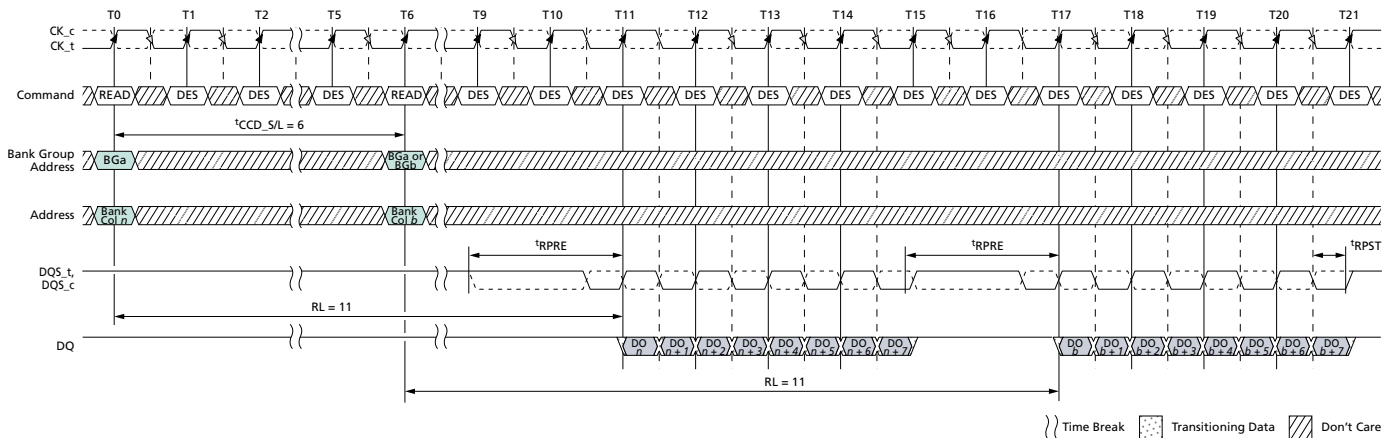 T0 T1 T2 T5 T6 T9 T10 T11 T12 T13 T14 T15 T16 T17 T18 T19 T20 T21
CK_c
CK_t
Command READ DES DES DES READ DES DES DES DES DES DES DES DES DES DES DES DES DES
tCCD_S/L = 6
Bank Group
Address
BGa
BGa or
BGb
Address
Bank
Col n
Bank
Col b
tRPRE tRPRE tRPST
DQS_t,
DQS_c
RL = 11
DQ
DO
n
DO
n + 1
DO
n + 2
DO
n + 3
DO
n + 4
DO
n + 5
DO
n + 6
DO
n + 7
DO
b
DO
b + 1
DO
b + 2
DO
b + 3
DO
b + 4
DO
b + 5
DO
b + 6
DO
b + 7
RL = 11
Time Break Transitioning Data Don't Care